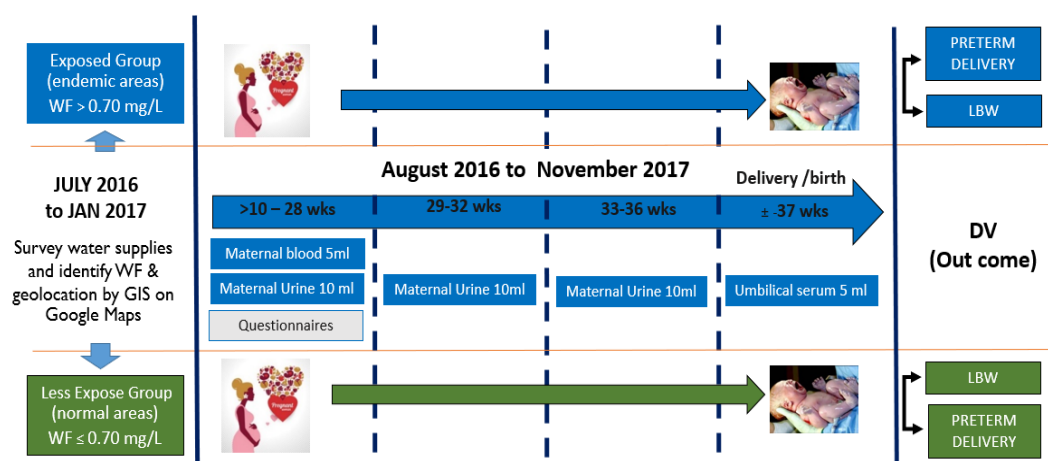 Exposed Group
(endemic areas)
WF > 0.70 mg/L
Pregnant
PRETERM
DELIVERY
LBW
JULY 2016
to JAN 2017
Survey water supplies
and identify WF &
geolocation by GIS on
Google Maps
August 2016 to November 2017
Delivery /birth
>10 – 28 wks
29-32 wks
33-36 wks
± -37 wks
Maternal blood 5ml
Maternal Urine 10 ml
Maternal Urine 10ml
Maternal Urine 10ml
Umbilical serum 5 ml
Questionnaires
DV
(Out come)
Less Expose Group
(normal areas)
WF ≤ 0.70 mg/L
Pregnant
LBW
PRETERM
DELIVERY